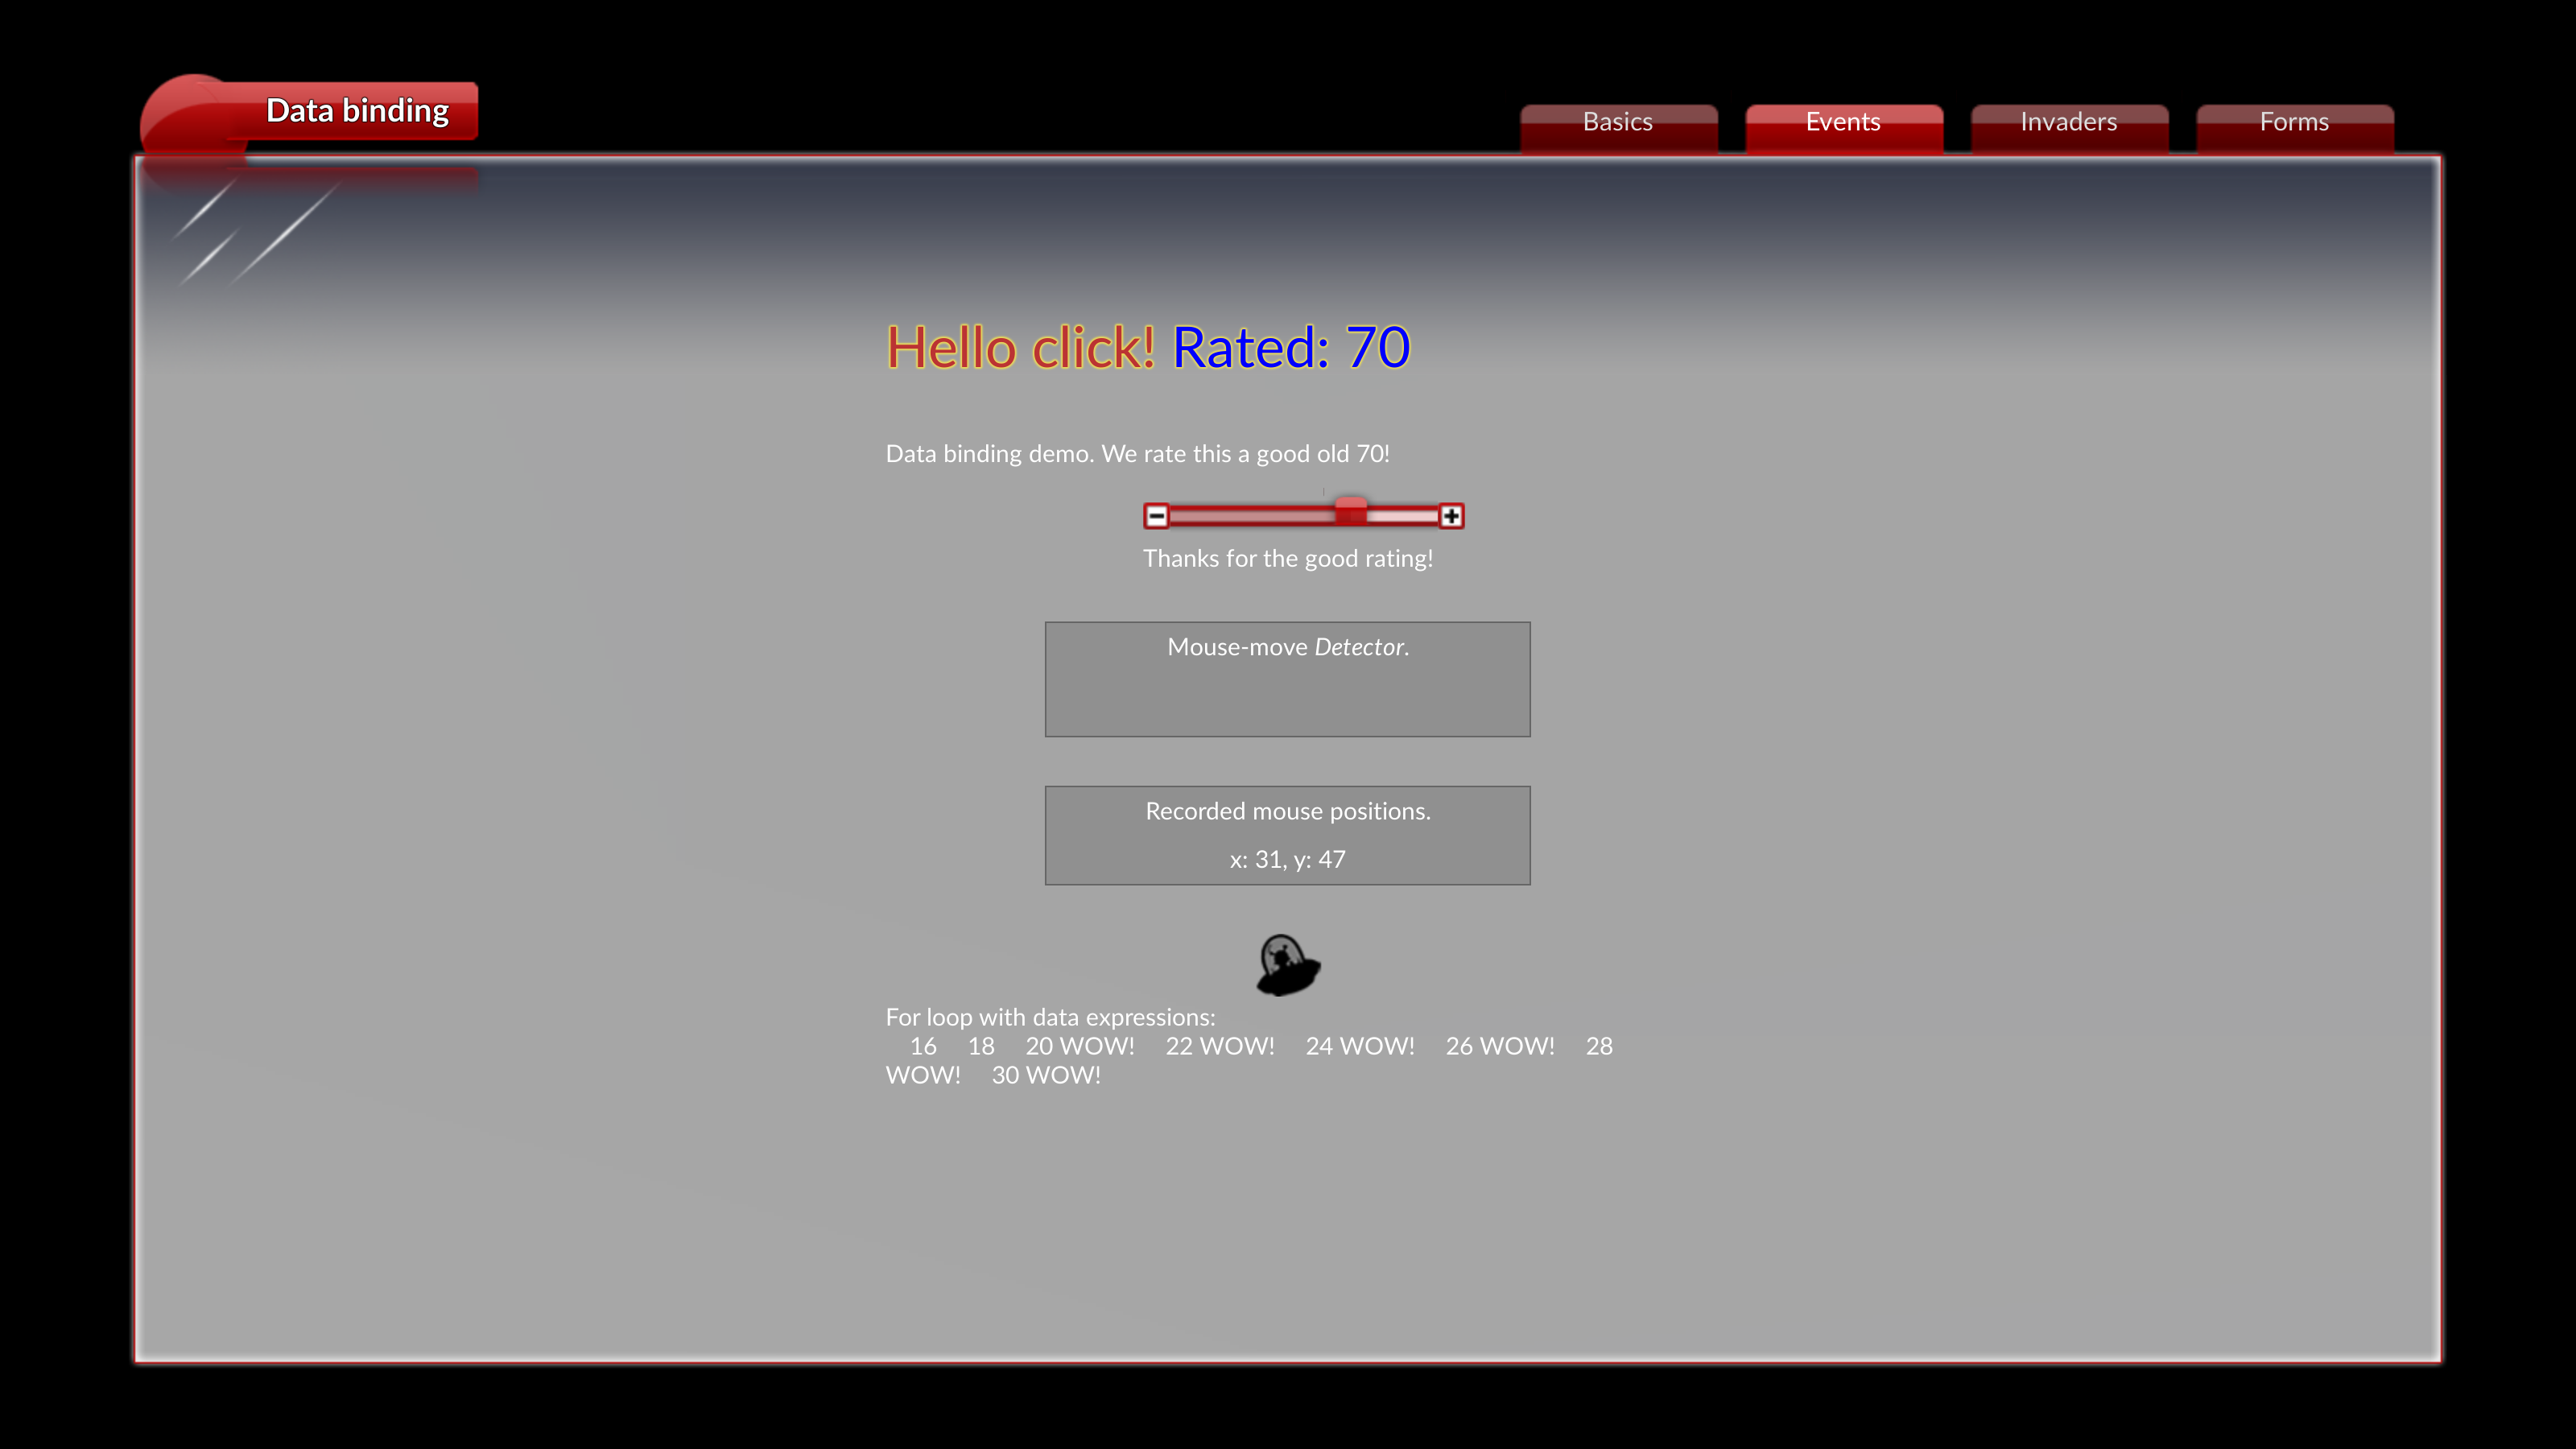 Data binding
Basics Events Invaders Forms
Hello click! Rated: 70
Data binding demo. We rate this a good old 70!
Thanks for the good rating!
Mouse-move Detector.
Recorded mouse positions.
x: 31, y: 47
For loop with data expressions:
16 18 20 WOW! 22 WOW! 24 WOW! 26 WOW! 28
WOW! 30 WOW!